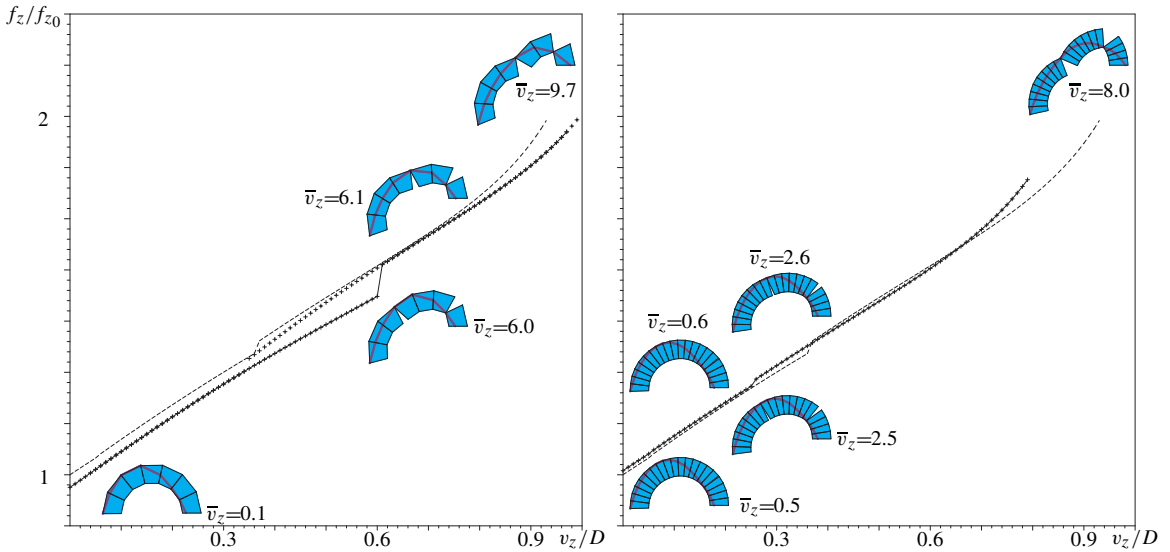 f_z/f_{z_0}
2
1
v̅_z=9.7
v̅_z=6.1
v̅_z=6.0
v̅_z=0.1
0.3
0.6
0.9
v_z/D
v̅_z=8.0
v̅_z=2.6
v̅_z=0.6
v̅_z=2.5
v̅_z=0.5
0.3
0.6
0.9
v_z/D